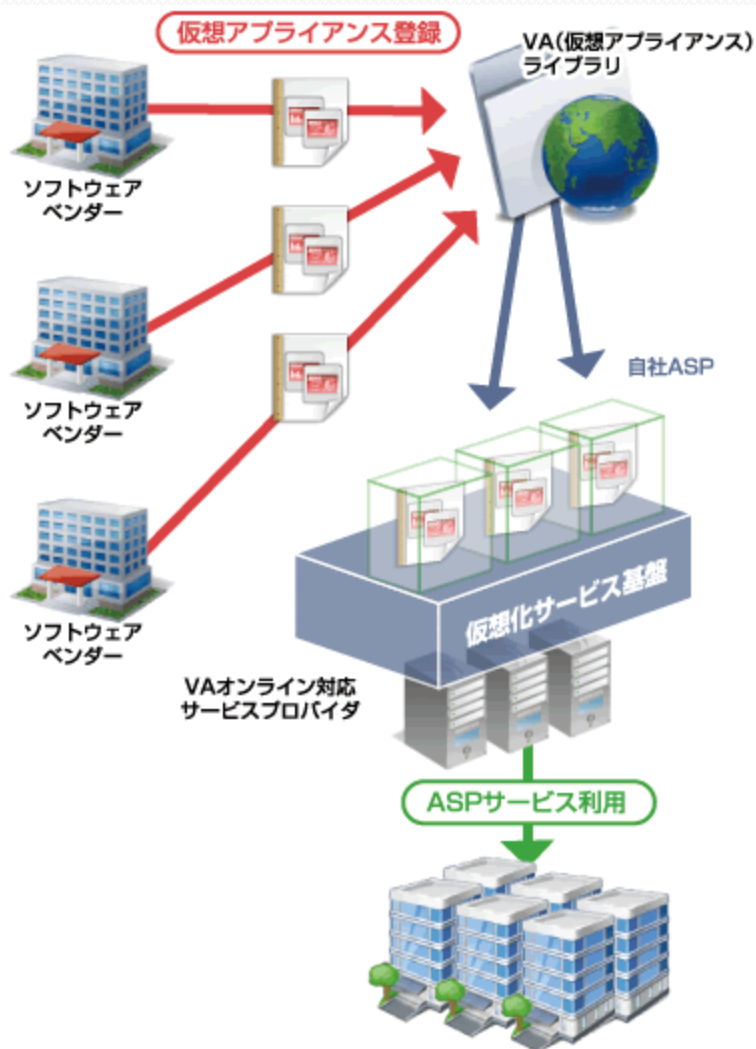 仮想アプライアンス登録
VA(仮想アプライアンス)
ライブラリ
ソフトウェア
ベンダー
ソフトウェア
ベンダー
自社ASP
ソフトウェア
ベンダー
仮想化サービス基盤
VAオンライン対応
サービスプロバイダ
ASPサービス利用